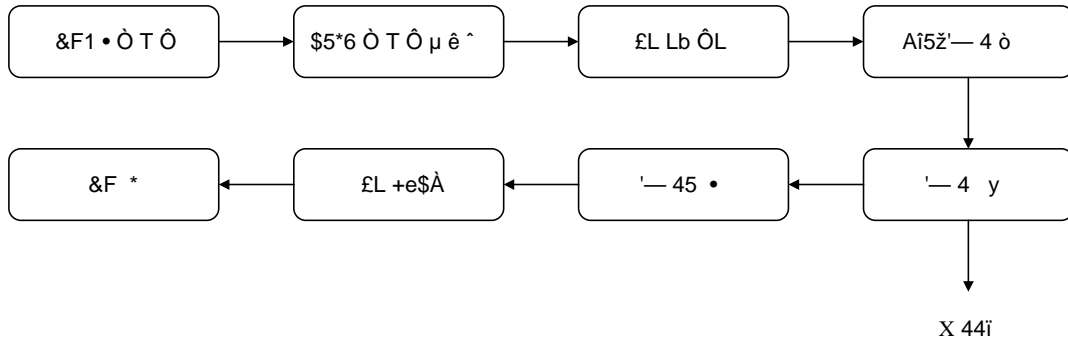 &F1 • Ò T Ô
$5*6 Ò T Ô µ ê ˆ
£L Lb ÔL
Aî5ž'— 4 ò
&F *
£L +e$À
'— 45 •
'— 4 y
X 44ï